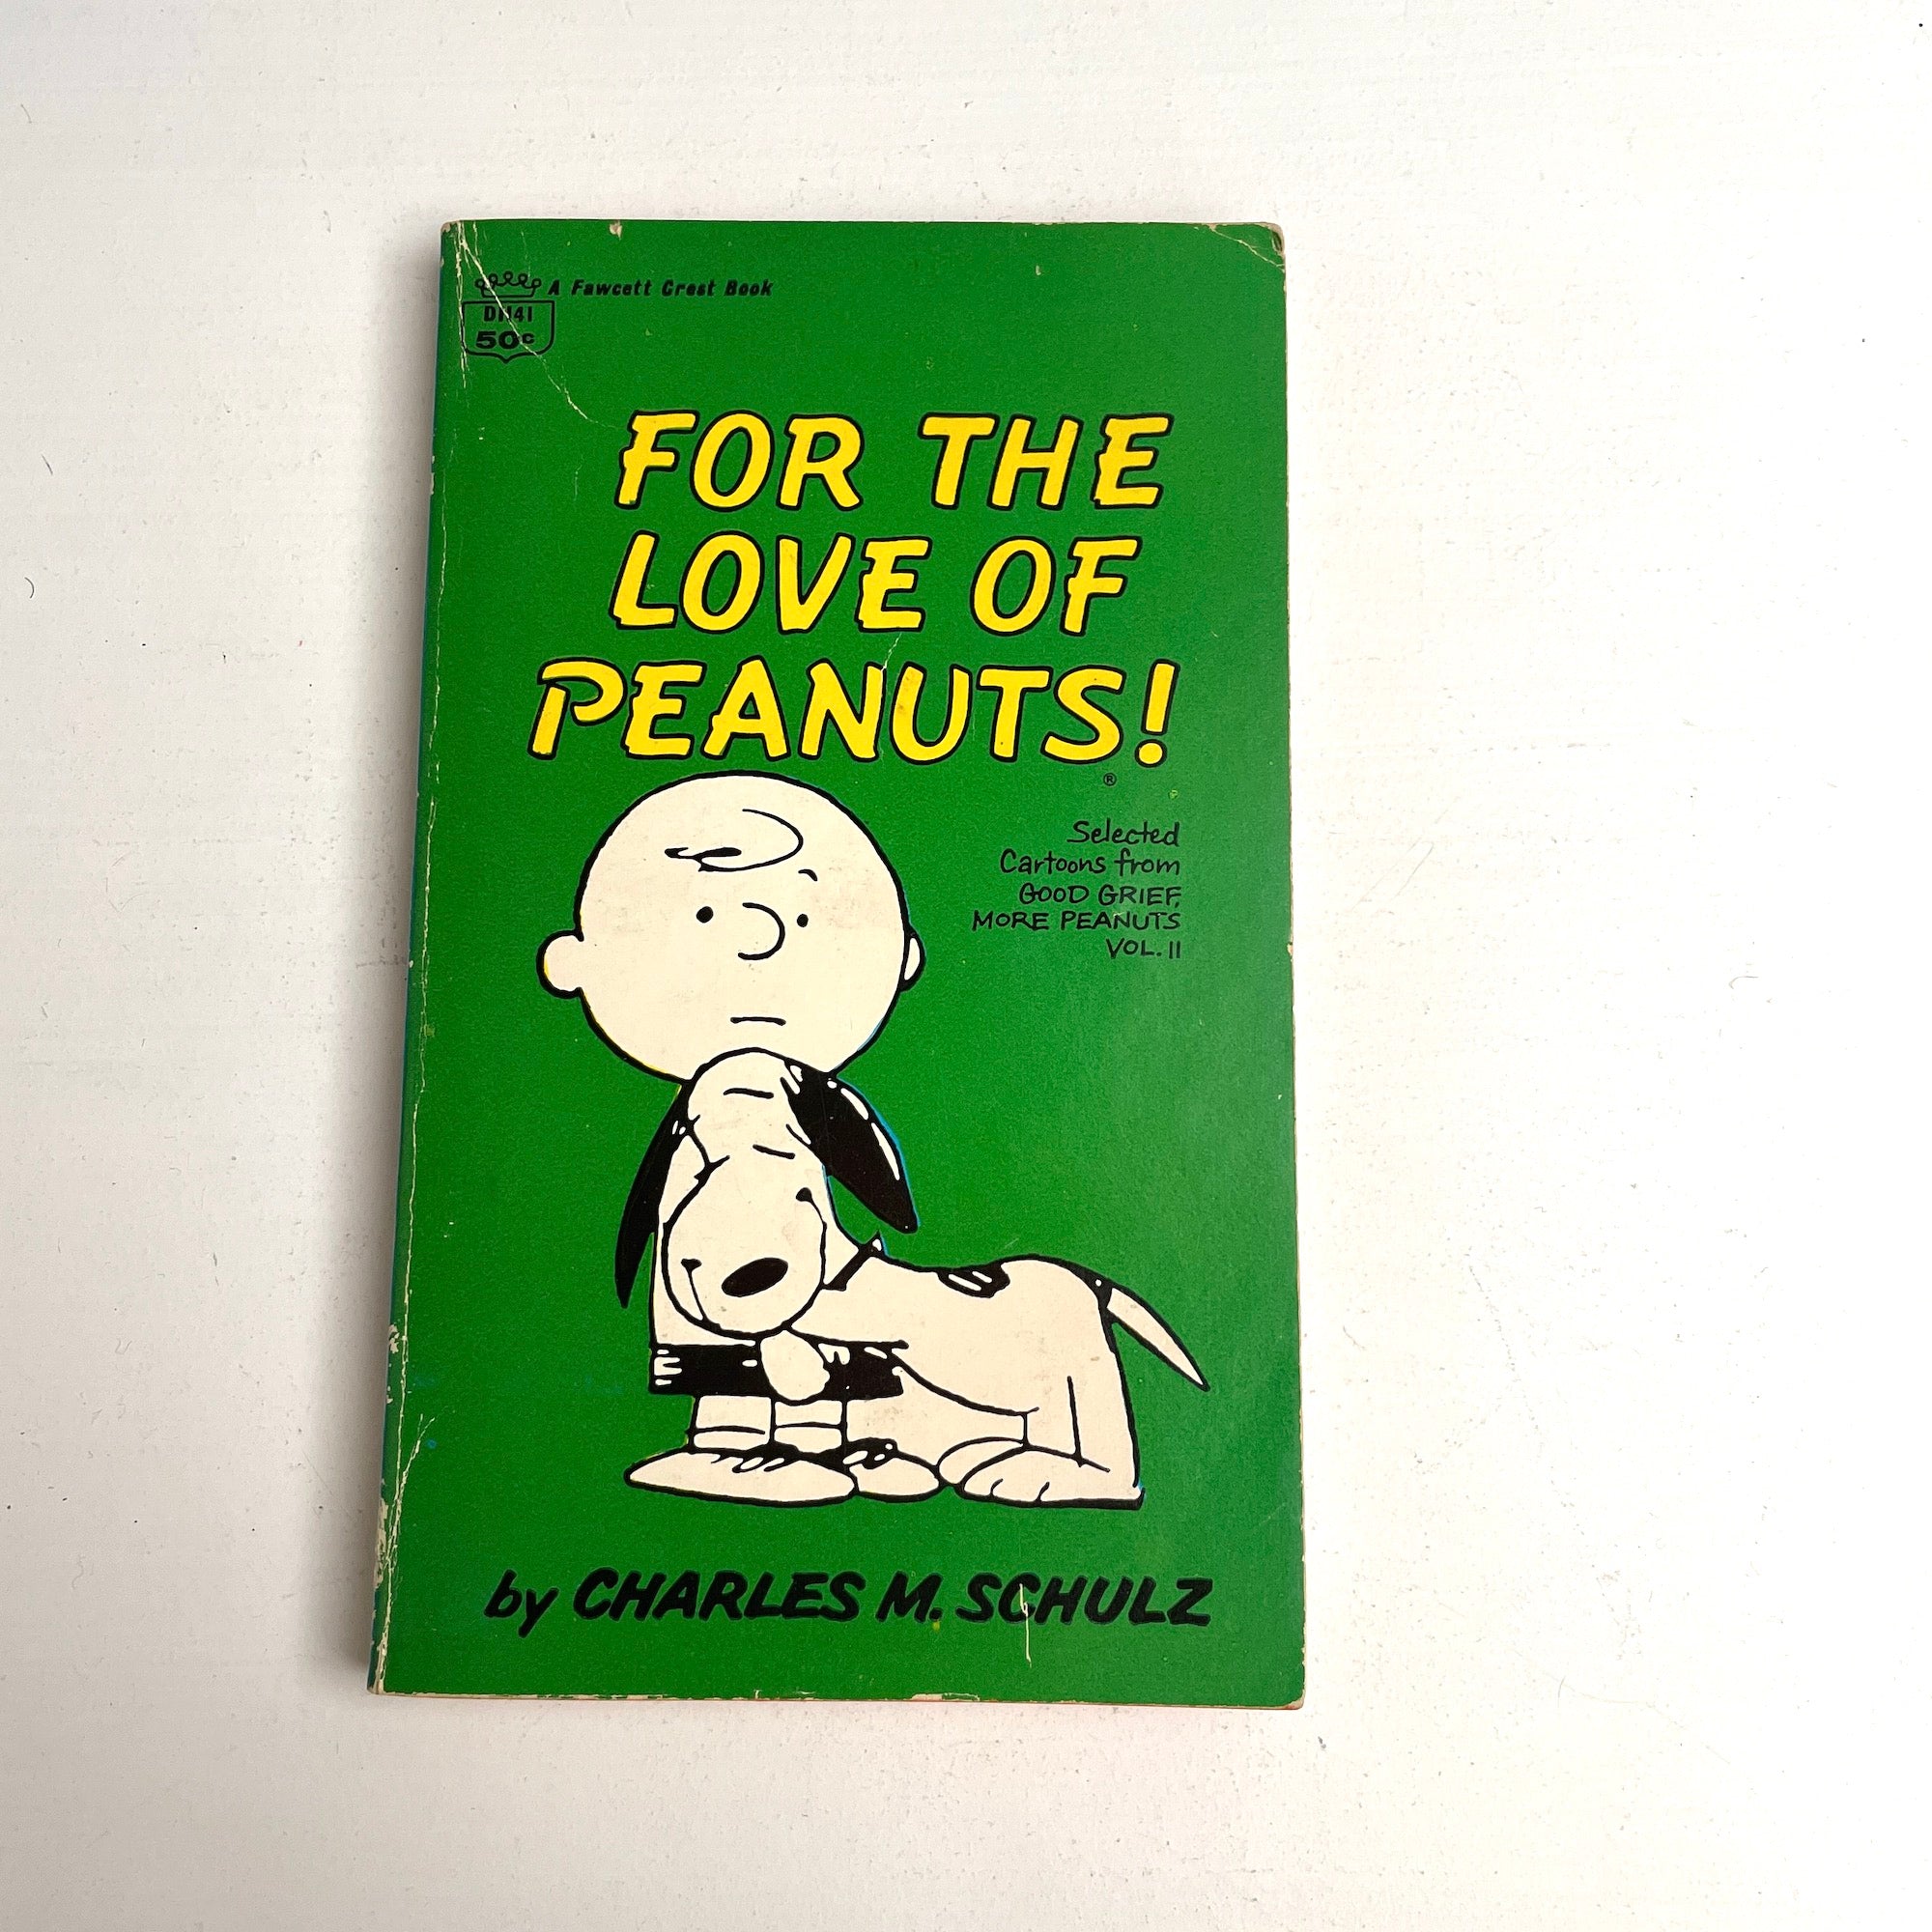 A Fawcett Crest Book
D1141
50c
FOR THE
LOVE OF
PEANUTS!
®
Selected
Cartoons from
GOOD GRIEF,
MORE PEANUTS
VOL. II
by CHARLES M. SCHULZ